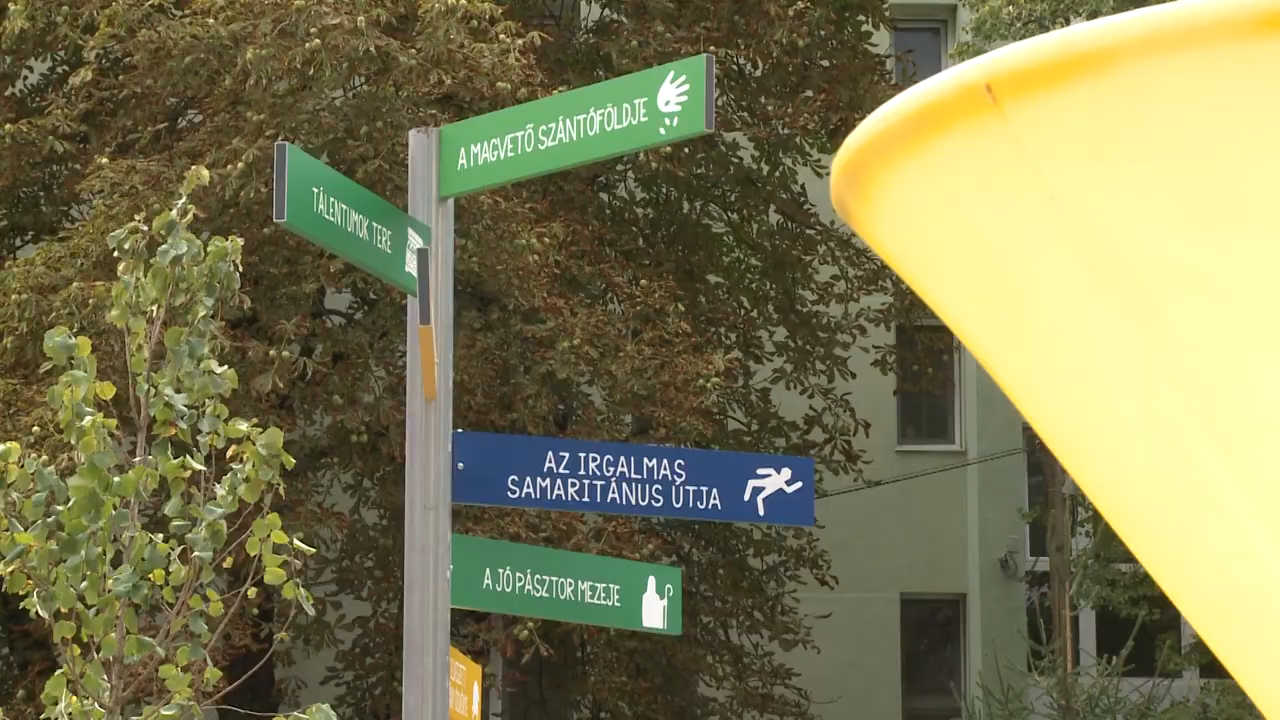 A MAGVETŐ SZÁNTÓFÖLDJE
TÁLENTUMOK TERE
AZ IRGALMAS
SAMARITÁNUS ÚTJA
A JÓ PÁSZTOR MEZEJE